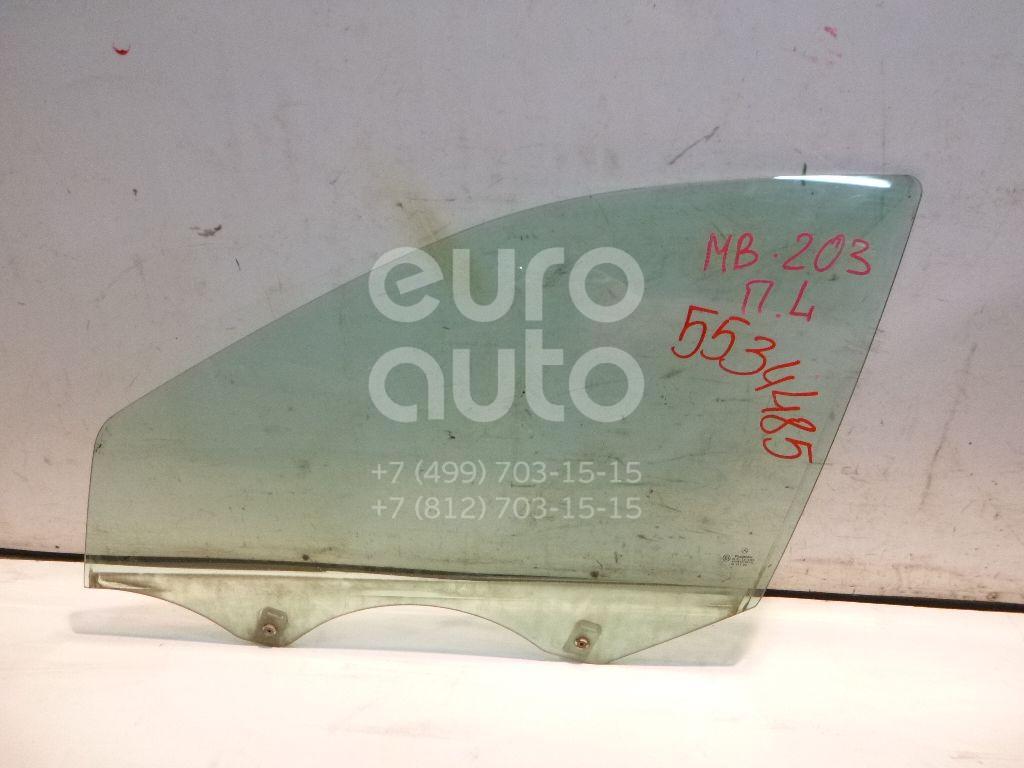 euro
auto
+7 (499) 703-15-15
+7 (812) 703-15-15
MB.203
П.L
5534485